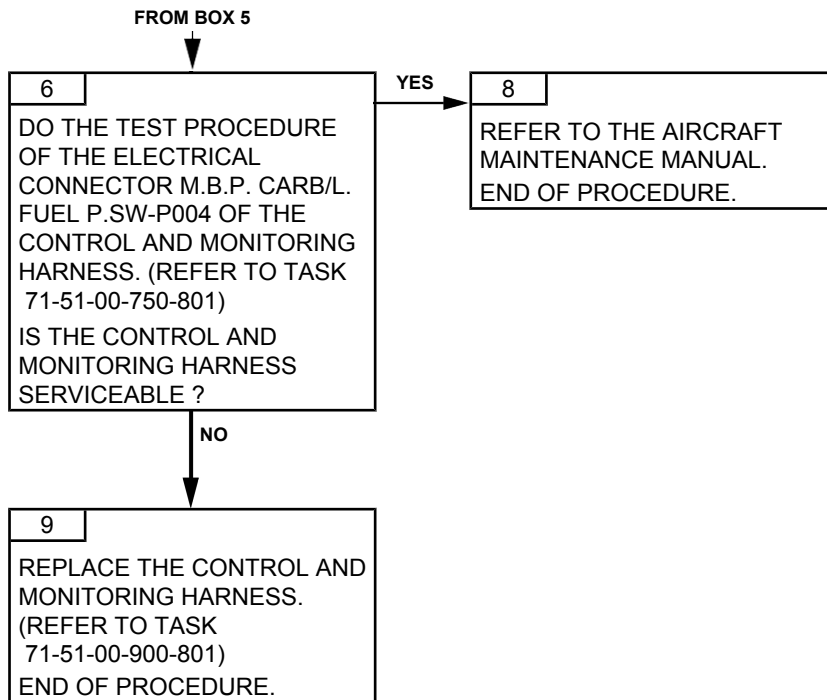 FROM BOX 5
6
DO THE TEST PROCEDURE
OF THE ELECTRICAL
CONNECTOR M.B.P. CARB/L.
FUEL P.SW-P004 OF THE
CONTROL AND MONITORING
HARNESS. (REFER TO TASK
71-51-00-750-801)
IS THE CONTROL AND
MONITORING HARNESS
SERVICEABLE ?
YES
8
REFER TO THE AIRCRAFT
MAINTENANCE MANUAL.
END OF PROCEDURE.
NO
9
REPLACE THE CONTROL AND
MONITORING HARNESS.
(REFER TO TASK
71-51-00-900-801)
END OF PROCEDURE.